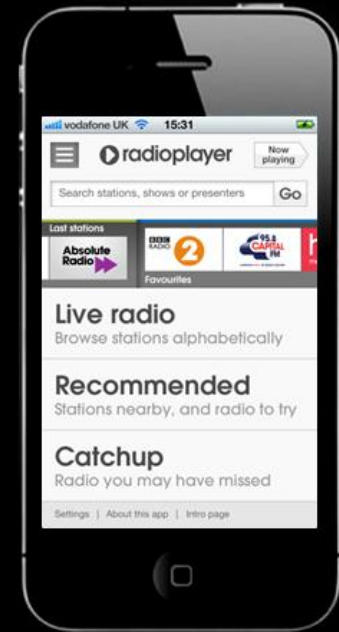 vodafone UK 15:31
radioplayer
Now
playing
Search stations, shows or presenters Go
Last stations
Absolute
Radio
BBC
RADIO
2
95.8
CAPITAL
FM
h
Favourites
Live radio
Browse stations alphabetically
Recommended
Stations nearby, and radio to try
Catchup
Radio you may have missed
Settings | About this app | Intro page